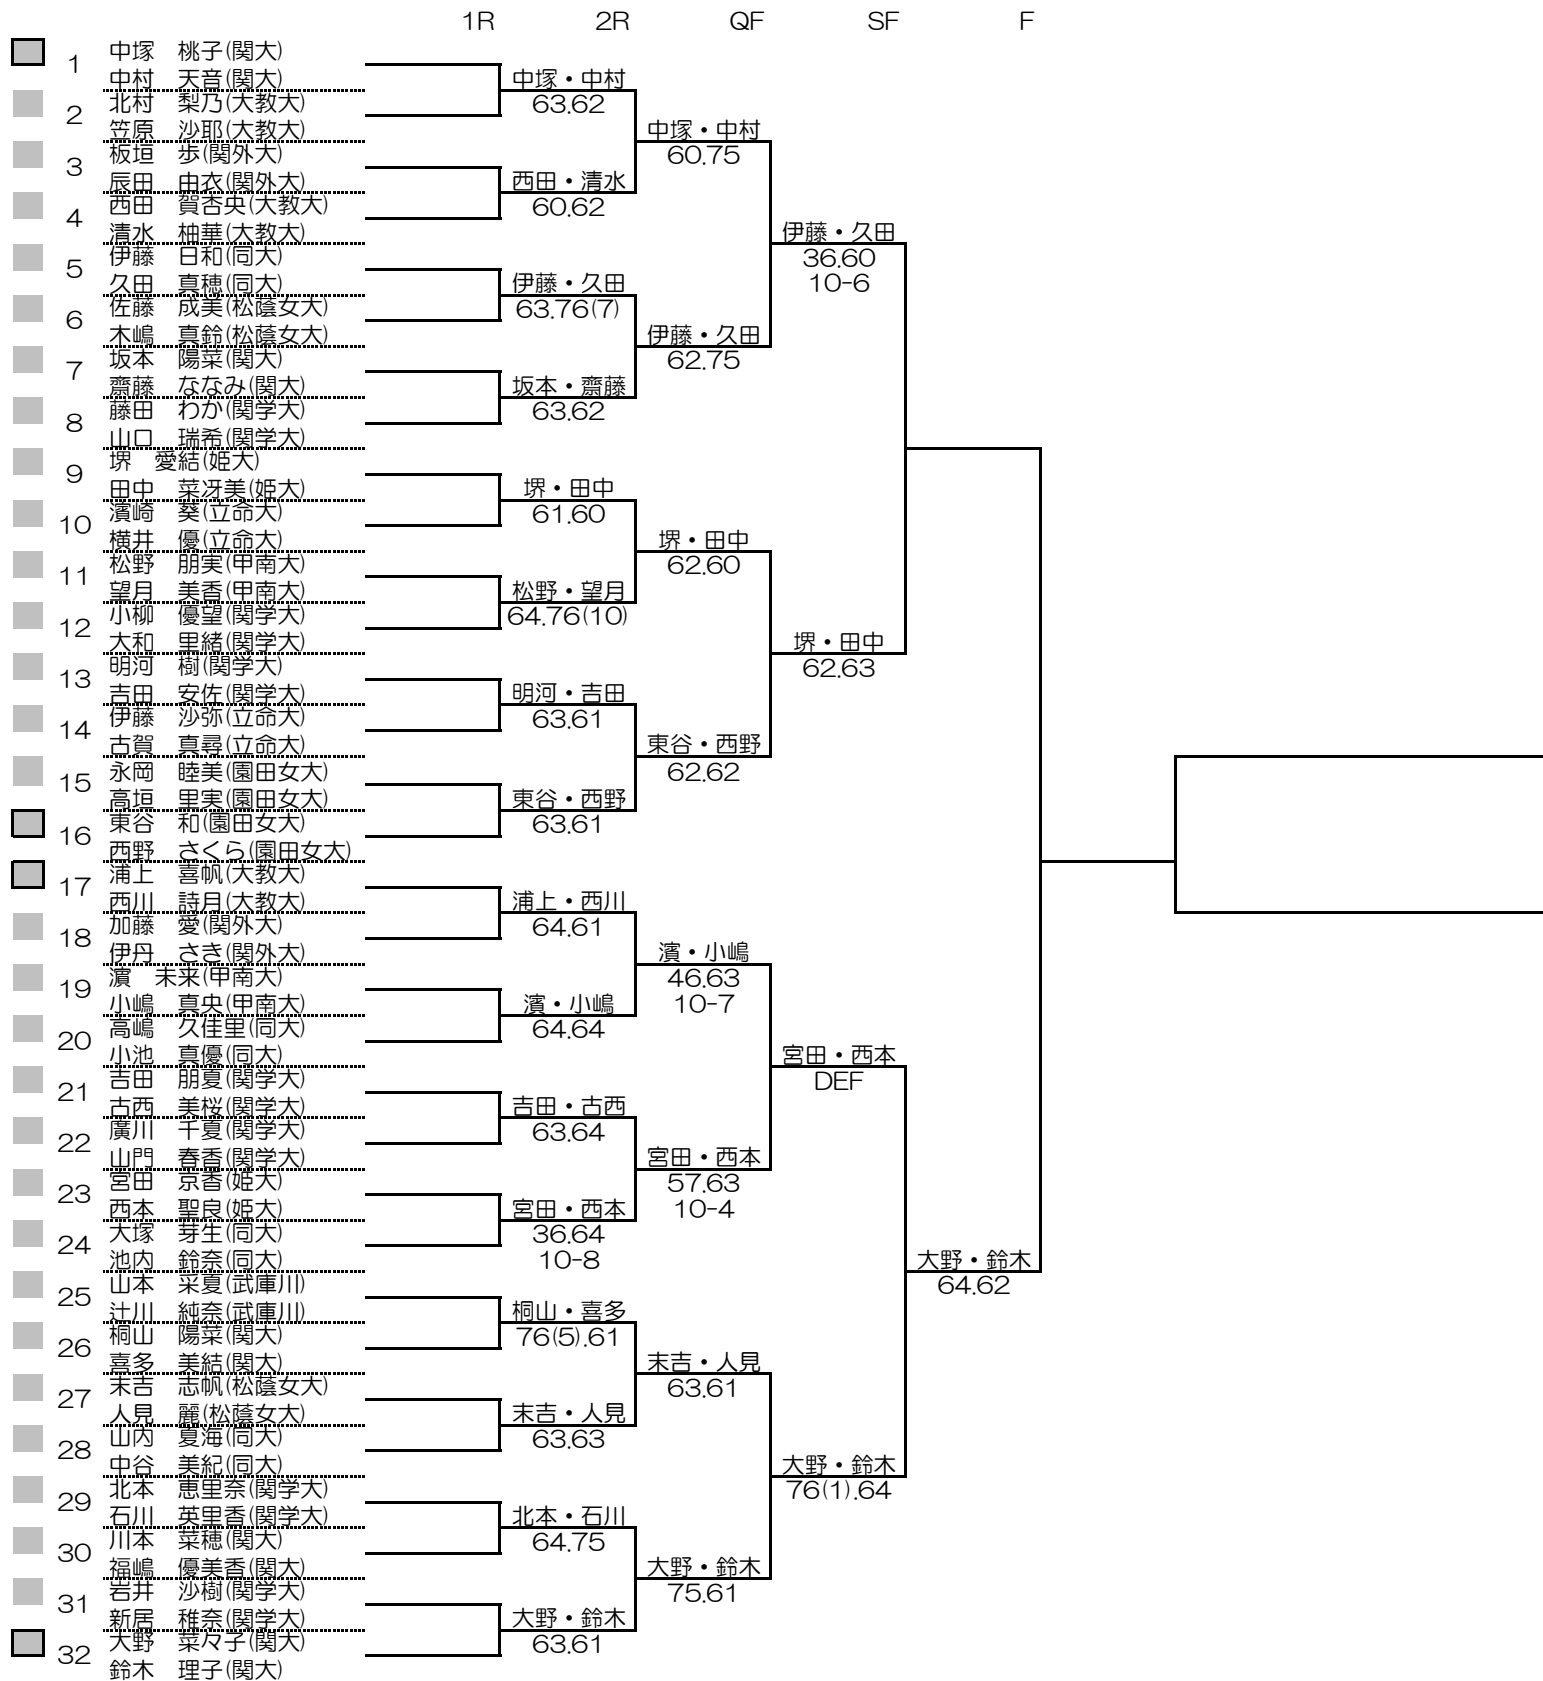 1R 2R QF SF F
中塚 桃子(関大)
1
中村 天音(関大) 中塚・中村
北村 梨乃(大教大) 63.62
2
笠原 沙耶(大教大) 中塚・中村
板垣 歩(関外大) 60.75
3
辰田 由衣(関外大) 西田・清水
西田 賀杏央(大教大) 60.62
4
清水 柚華(大教大) 伊藤・久田
伊藤 日和(同大) 36.60
5
久田 真穂(同大) 伊藤・久田 10-6
佐藤 成美(松蔭女大) 63.76(7)
6
木嶋 真鈴(松蔭女大) 伊藤・久田
坂本 陽菜(関大) 62.75
7
齋藤 ななみ(関大) 坂本・齋藤
藤田 わか(関学大) 63.62
8
山口 瑞希(関学大)
堺 愛結(姫大)
9
田中 菜冴美(姫大) 堺・田中
濱崎 葵(立命大) 61.60
10
横井 優(立命大) 堺・田中
松野 朋実(甲南大) 62.60
11
望月 美香(甲南大) 松野・望月
小柳 優望(関学大) 64.76(10)
12
大和 里緒(関学大) 堺・田中
明河 樹(関学大) 62.63
13
吉田 安佐(関学大) 明河・吉田
伊藤 沙弥(立命大) 63.61
14
古賀 真尋(立命大) 東谷・西野
永岡 睦美(園田女大) 62.62
15
高垣 里実(園田女大) 東谷・西野
東谷 和(園田女大) 63.61
16
西野 さくら(園田女大)
浦上 喜帆(大教大)
17
西川 詩月(大教大) 浦上・西川
加藤 愛(関外大) 64.61
18
伊丹 さき(関外大) 濱・小嶋
濱 未来(甲南大) 46.63
19
小嶋 真央(甲南大) 濱・小嶋 10-7
高嶋 久佳里(同大) 64.64
20
小池 真優(同大) 宮田・西本
吉田 朋夏(関学大) DEF
21
古西 美桜(関学大) 吉田・古西
廣川 千夏(関学大) 63.64
22
山門 春香(関学大) 宮田・西本
宮田 京香(姫大) 57.63
23
西本 聖良(姫大) 宮田・西本 10-4
大塚 芽生(同大) 36.64
24
池内 鈴奈(同大) 10-8 大野・鈴木
山本 采夏(武庫川) 64.62
25
辻川 純奈(武庫川) 桐山・喜多
桐山 陽菜(関大) 76(5).61
26
喜多 美結(関大) 末吉・人見
末吉 志帆(松蔭女大) 63.61
27
人見 麗(松蔭女大) 末吉・人見
山内 夏海(同大) 63.63
28
中谷 美紀(同大) 大野・鈴木
北本 恵里奈(関学大) 76(1).64
29
石川 英里香(関学大) 北本・石川
川本 菜穂(関大) 64.75
30
福嶋 優美香(関大) 大野・鈴木
岩井 沙樹(関学大) 75.61
31
新居 稚奈(関学大) 大野・鈴木
大野 菜々子(関大) 63.61
32
鈴木 理子(関大)